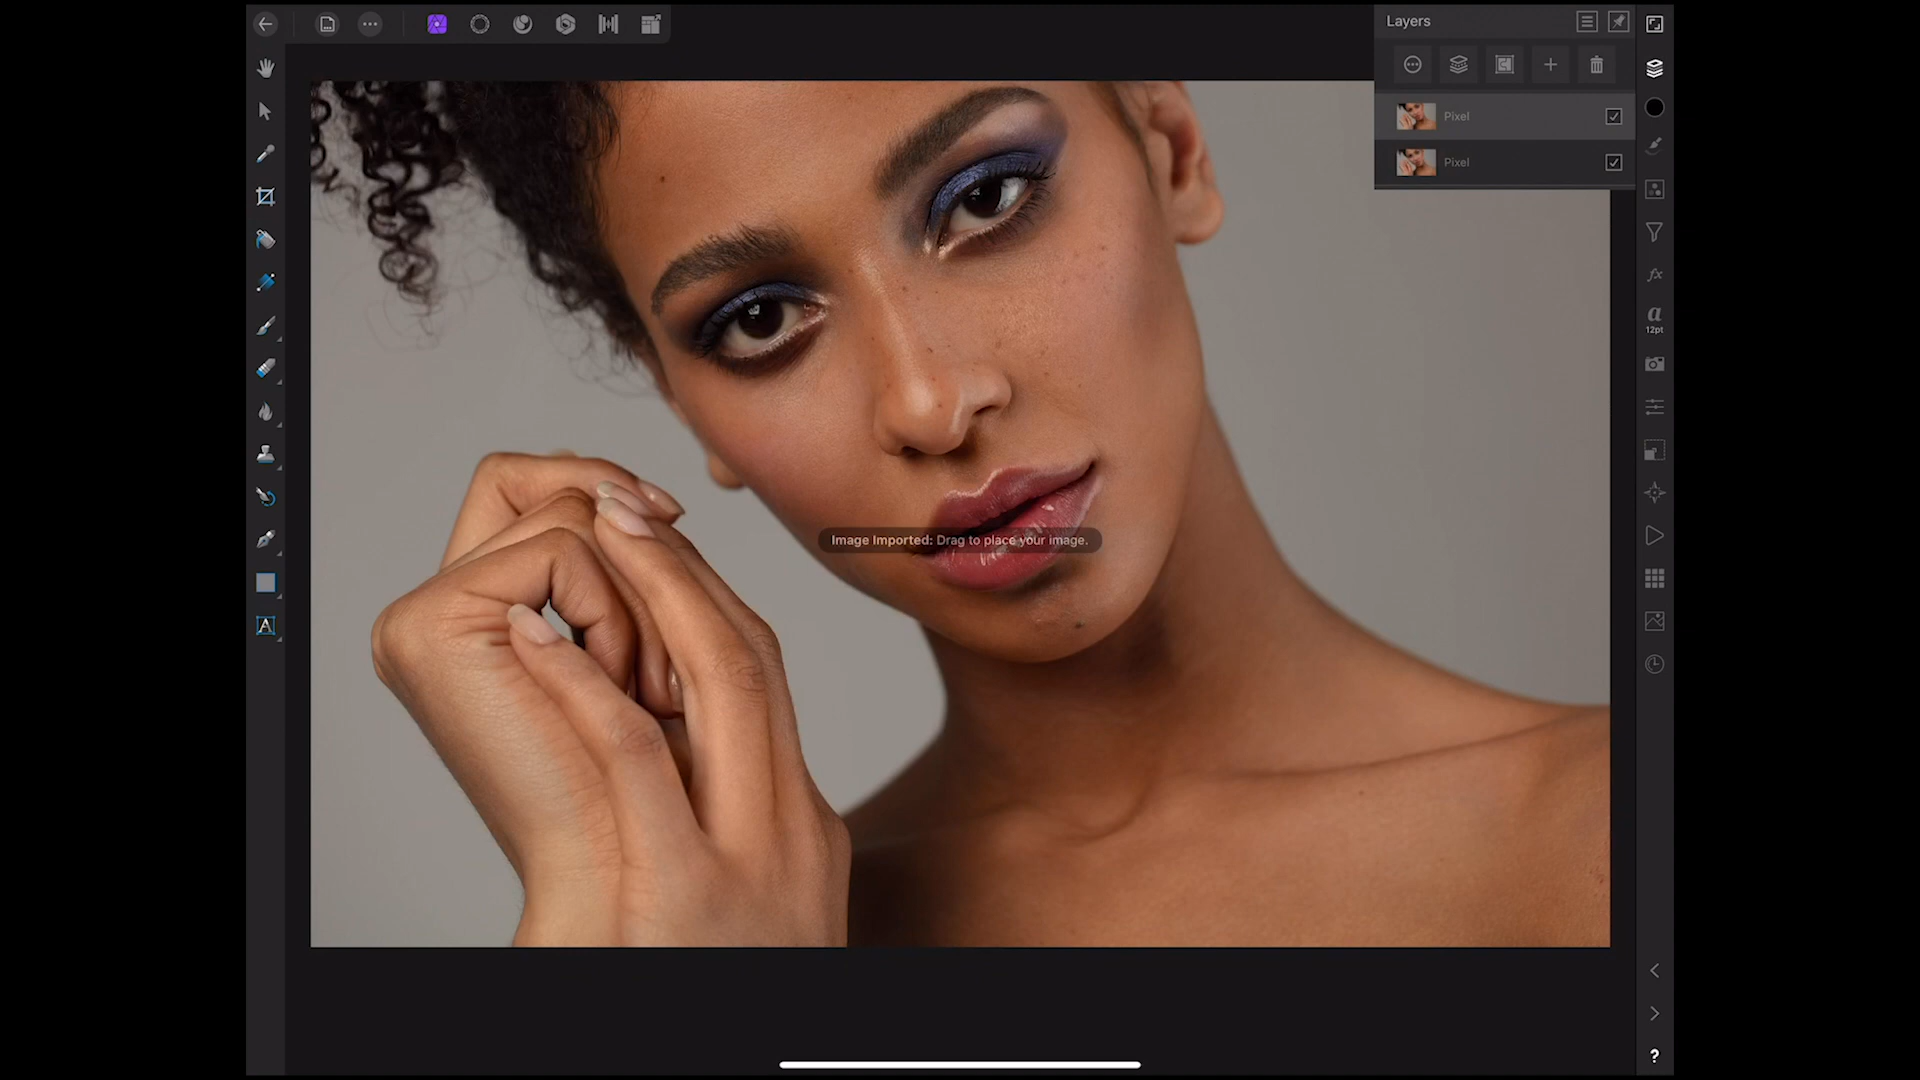 Layers
Pixel
Pixel
a
12pt
Image Imported: Drag to place your image.
A
?